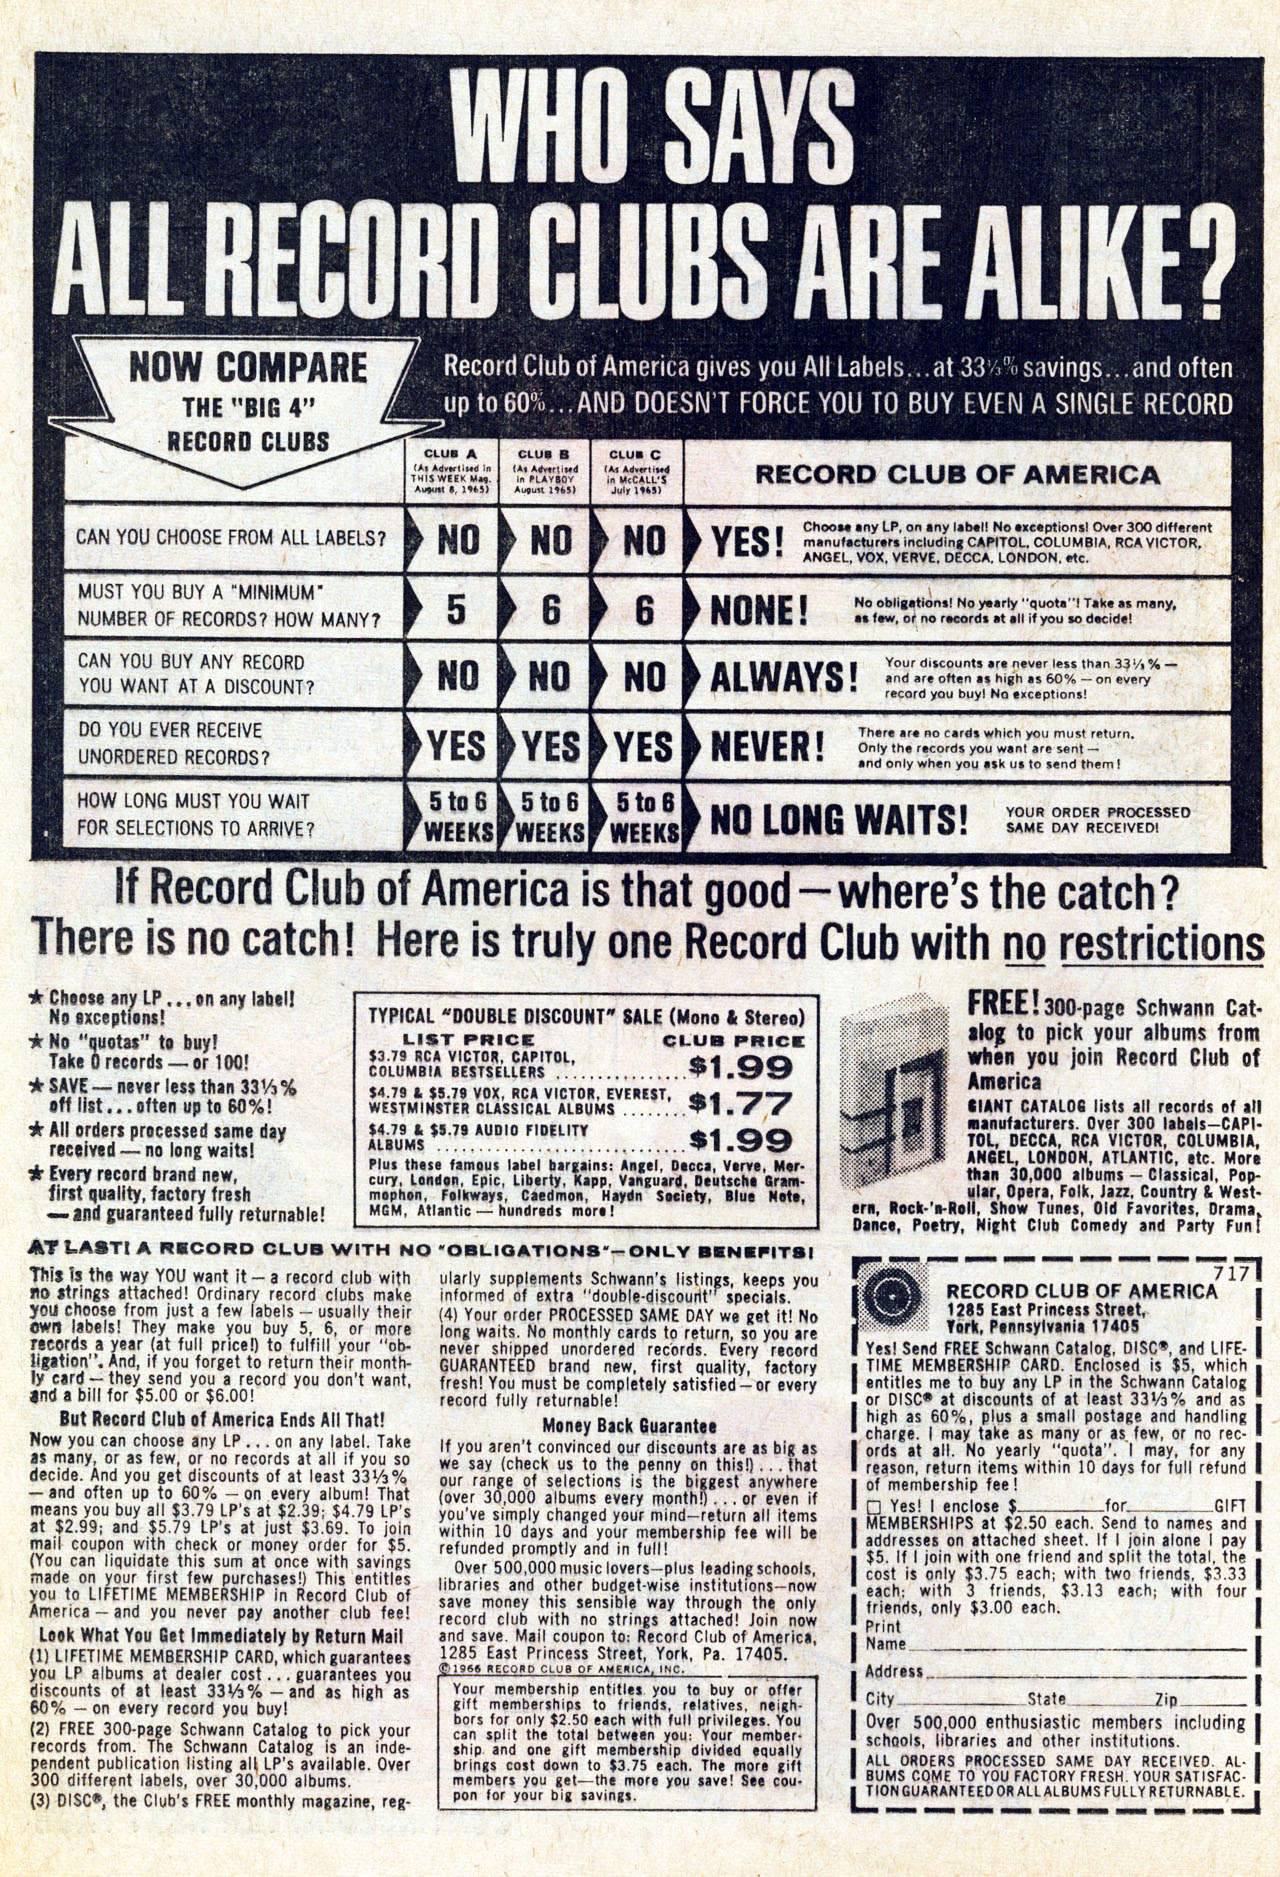 WHO SAYS
ALL RECORD CLUBS ARE ALIKE?
NOW COMPARE
THE "BIG 4"
RECORD CLUBS
Record Club of America gives you All Labels...at 33⅓% savings...and often
up to 60%...AND DOESN'T FORCE YOU TO BUY EVEN A SINGLE RECORD
CLUB A
(As Advertised in
THIS WEEK Mag.
August 8, 1965)
CLUB B
(As Advertised
in PLAYBOY
August 1965)
CLUB C
(As Advertised
in McCALL'S
July 1965)
RECORD CLUB OF AMERICA
CAN YOU CHOOSE FROM ALL LABELS?
NO
NO
NO
YES!
Choose any LP, on any label! No exceptions! Over 300 different
manufacturers including CAPITOL, COLUMBIA, RCA VICTOR,
ANGEL, VOX, VERVE, DECCA, LONDON, etc.
MUST YOU BUY A "MINIMUM"
NUMBER OF RECORDS? HOW MANY?
5
6
6
NONE!
No obligations! No yearly "quota"! Take as many,
as few, or no records at all if you so decide!
CAN YOU BUY ANY RECORD
YOU WANT AT A DISCOUNT?
NO
NO
NO
ALWAYS!
Your discounts are never less than 33⅓% —
and are often as high as 60% — on every
record you buy! No exceptions!
DO YOU EVER RECEIVE
UNORDERED RECORDS?
YES
YES
YES
NEVER!
There are no cards which you must return.
Only the records you want are sent —
and only when you ask us to send them!
HOW LONG MUST YOU WAIT
FOR SELECTIONS TO ARRIVE?
5 to 6
WEEKS
5 to 6
WEEKS
5 to 6
WEEKS
NO LONG WAITS!
YOUR ORDER PROCESSED
SAME DAY RECEIVED!
If Record Club of America is that good — where's the catch?
There is no catch! Here is truly one Record Club with no restrictions
★ Choose any LP ... on any label!
No exceptions!
★ No "quotas" to buy!
Take 0 records — or 100!
★ SAVE — never less than 33⅓%
off list ... often up to 60%!
★ All orders processed same day
received — no long waits!
★ Every record brand new,
first quality, factory fresh
— and guaranteed fully returnable!
TYPICAL "DOUBLE DISCOUNT" SALE (Mono & Stereo)
LIST PRICE CLUB PRICE
$3.79 RCA VICTOR, CAPITOL,
COLUMBIA BESTSELLERS ................ $1.99
$4.79 & $5.79 VOX, RCA VICTOR, EVEREST,
WESTMINSTER CLASSICAL ALBUMS ........ $1.77
$4.79 & $5.79 AUDIO FIDELITY
ALBUMS .............................. $1.99
Plus these famous label bargains: Angel, Decca, Verve, Mer-
cury, London, Epic, Liberty, Kapp, Vanguard, Deutsche Gram-
mophon, Folkways, Caedmon, Haydn Society, Blue Note,
MGM, Atlantic — hundreds more!
FREE! 300-page Schwann Cat-
alog to pick your albums from
when you join Record Club of
America
GIANT CATALOG lists all records of all
manufacturers. Over 300 labels—CAPI-
TOL, DECCA, RCA VICTOR, COLUMBIA,
ANGEL, LONDON, ATLANTIC, etc. More
than 30,000 albums — Classical, Pop-
ular, Opera, Folk, Jazz, Country & West-
ern, Rock-'n-Roll, Show Tunes, Old Favorites, Drama,
Dance, Poetry, Night Club Comedy and Party Fun!
AT LAST! A RECORD CLUB WITH NO "OBLIGATIONS"—ONLY BENEFITS!
This is the way YOU want it — a record club with
no strings attached! Ordinary record clubs make
you choose from just a few labels — usually their
own labels! They make you buy 5, 6, or more
records a year (at full price!) to fulfill your "ob-
ligation". And, if you forget to return their month-
ly card — they send you a record you don't want,
and a bill for $5.00 or $6.00!
But Record Club of America Ends All That!
Now you can choose any LP ... on any label. Take
as many, or as few, or no records at all if you so
decide. And you get discounts of at least 33⅓%
— and often up to 60% — on every album! That
means you buy all $3.79 LP's at $2.39; $4.79 LP's
at $2.99; and $5.79 LP's at just $3.69. To join
mail coupon with check or money order for $5.
(You can liquidate this sum at once with savings
made on your first few purchases!) This entitles
you to LIFETIME MEMBERSHIP in Record Club of
America — and you never pay another club fee!
Look What You Get Immediately by Return Mail
(1) LIFETIME MEMBERSHIP CARD, which guarantees
you LP albums at dealer cost ... guarantees you
discounts of at least 33⅓% — and as high as
60% — on every record you buy!
(2) FREE 300-page Schwann Catalog to pick your
records from. The Schwann Catalog is an inde-
pendent publication listing all LP's available. Over
300 different labels, over 30,000 albums.
(3) DISC®, the Club's FREE monthly magazine, reg-
ularly supplements Schwann's listings, keeps you
informed of extra "double-discount" specials.
(4) Your order PROCESSED SAME DAY we get it! No
long waits. No monthly cards to return, so you are
never shipped unordered records. Every record
GUARANTEED brand new, first quality, factory
fresh! You must be completely satisfied — or every
record fully returnable!
Money Back Guarantee
If you aren't convinced our discounts are as big as
we say (check us to the penny on this!) ... that
our range of selections is the biggest anywhere
(over 30,000 albums every month!) ... or even if
you've simply changed your mind—return all items
within 10 days and your membership fee will be
refunded promptly and in full!
Over 500,000 music lovers—plus leading schools,
libraries and other budget-wise institutions—now
save money this sensible way through the only
record club with no strings attached! Join now
and save. Mail coupon to: Record Club of America,
1285 East Princess Street, York, Pa. 17405.
©1966 RECORD CLUB OF AMERICA, INC.
Your membership entitles you to buy or offer
gift memberships to friends, relatives, neigh-
bors for only $2.50 each with full privileges. You
can split the total between you: Your member-
ship and one gift membership divided equally
brings cost down to $3.75 each. The more gift
members you get—the more you save! See cou-
pon for your big savings.
717
RECORD CLUB OF AMERICA
1285 East Princess Street,
York, Pennsylvania 17405
Yes! Send FREE Schwann Catalog, DISC®, and LIFE-
TIME MEMBERSHIP CARD. Enclosed is $5, which
entitles me to buy any LP in the Schwann Catalog
or DISC® at discounts of at least 33⅓% and as
high as 60%, plus a small postage and handling
charge. I may take as many or as few, or no rec-
ords at all. No yearly "quota". I may, for any
reason, return items within 10 days for full refund
of membership fee!
□ Yes! I enclose $________for________GIFT
MEMBERSHIPS at $2.50 each. Send to names and
addresses on attached sheet. If I join alone I pay
$5. If I join with one friend and split the total, the
cost is only $3.75 each; with two friends, $3.33
each; with 3 friends, $3.13 each; with four
friends, only $3.00 each.
Print
Name
Address
City State Zip
Over 500,000 enthusiastic members including
schools, libraries and other institutions.
ALL ORDERS PROCESSED SAME DAY RECEIVED. AL-
BUMS COME TO YOU FACTORY FRESH. YOUR SATISFAC-
TION GUARANTEED OR ALL ALBUMS FULLY RETURNABLE.